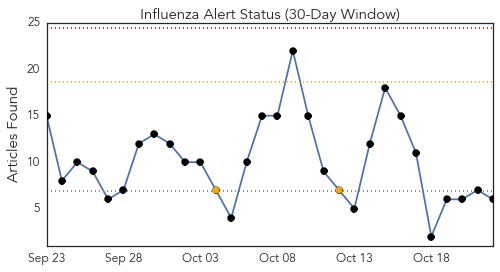 Influenza Alert Status (30-Day Window)
25
20
15
10
5
Articles Found
Sep 23 Sep 28 Oct 03 Oct 08 Oct 13 Oct 18